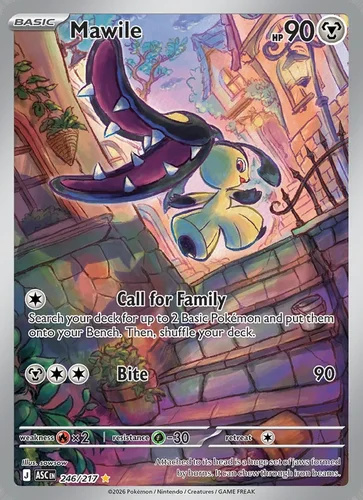 BASIC
Mawile
HP 90
Call for Family
Search your deck for up to 2 Basic Pokémon and put them
onto your Bench. Then, shuffle your deck.
Bite 90
weakness ×2 resistance -30 retreat
Illus. sowsow
J ASC EN 246/217
Attached to its head is a huge set of jaws formed
by horns. It can chew through iron beams.
©2026 Pokémon / Nintendo / Creatures / GAME FREAK